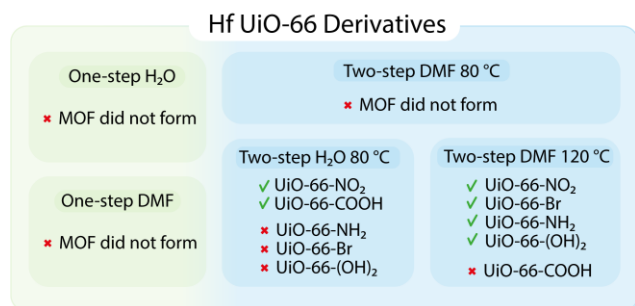 Hf UiO-66 Derivatives
One-step H₂O
✖ MOF did not form
One-step DMF
✖ MOF did not form
Two-step DMF 80 °C
✖ MOF did not form
Two-step H₂O 80 °C
✓ UiO-66-NO₂
✓ UiO-66-COOH
✖ UiO-66-NH₂
✖ UiO-66-Br
✖ UiO-66-(OH)₂
Two-step DMF 120 °C
✓ UiO-66-NO₂
✓ UiO-66-Br
✓ UiO-66-NH₂
✓ UiO-66-(OH)₂
✖ UiO-66-COOH